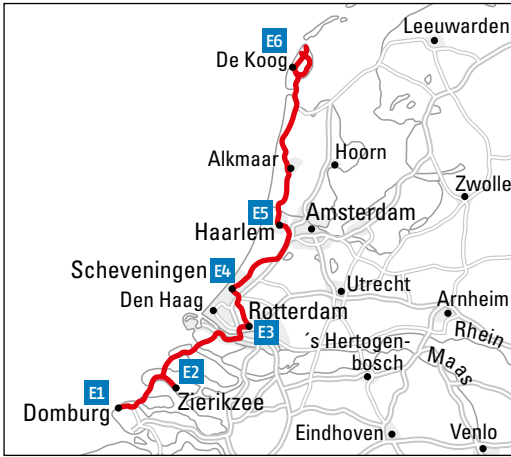 Leeuwarden
E6
De Koog
Alkmaar
Hoorn
Zwolle
E5
Haarlem
Amsterdam
Scheveningen
E4
Den Haag
Utrecht
Arnheim
Rotterdam
E3
Rhein
´s Hertogen-
bosch
Maas
E1
E2
Domburg
Zierikzee
Eindhoven
Venlo